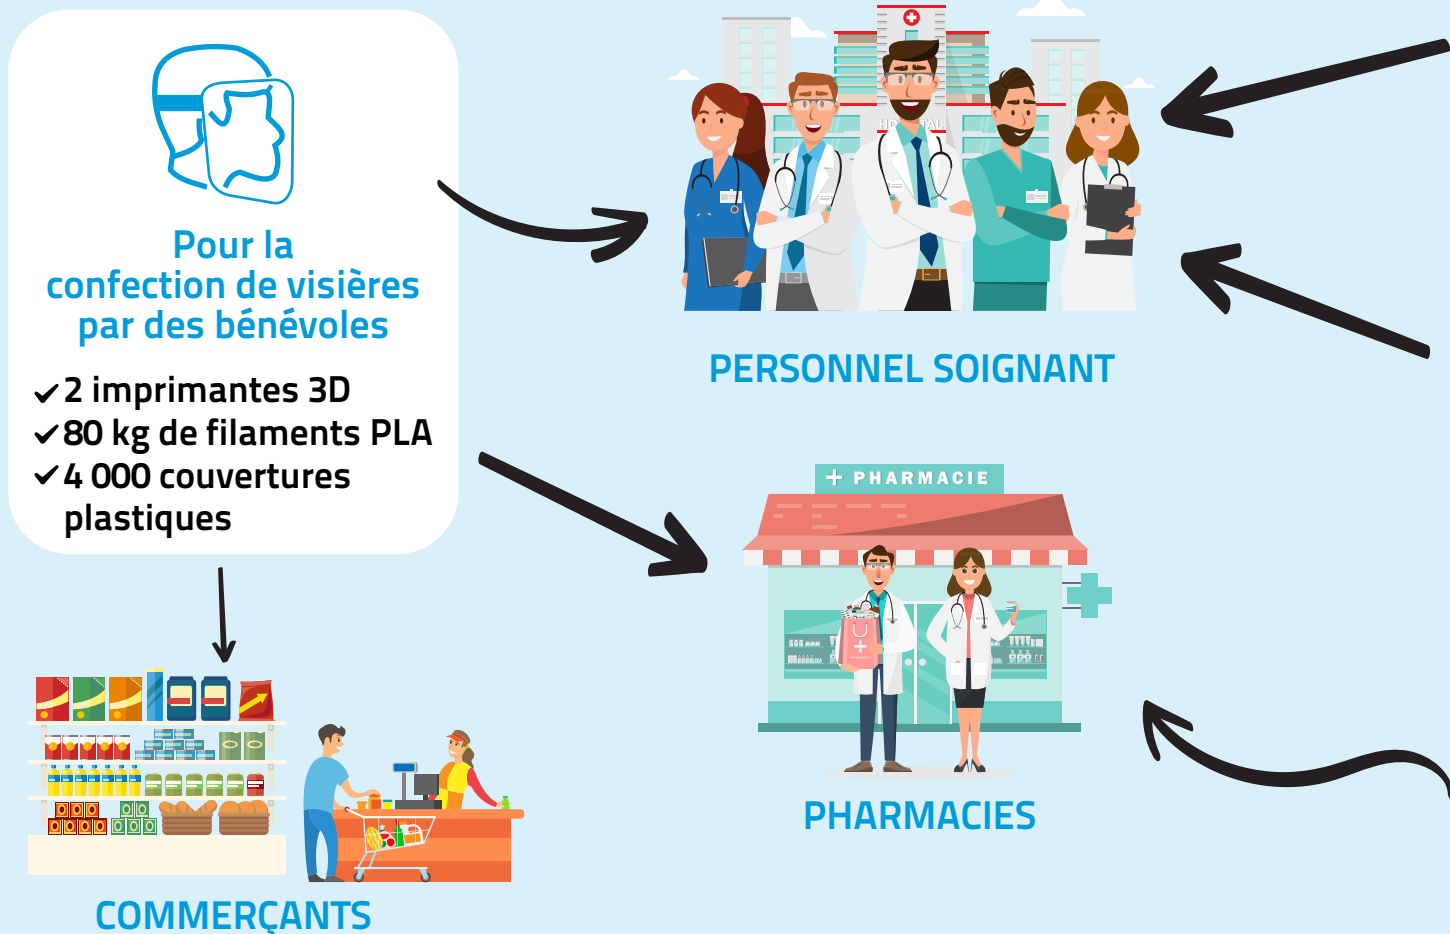 Pour la
confection de visières
par des bénévoles
2 imprimantes 3D
80 kg de filaments PLA
4 000 couvertures
plastiques
PERSONNEL SOIGNANT
+ PHARMACIE
PHARMACIES
COMMERÇANTS